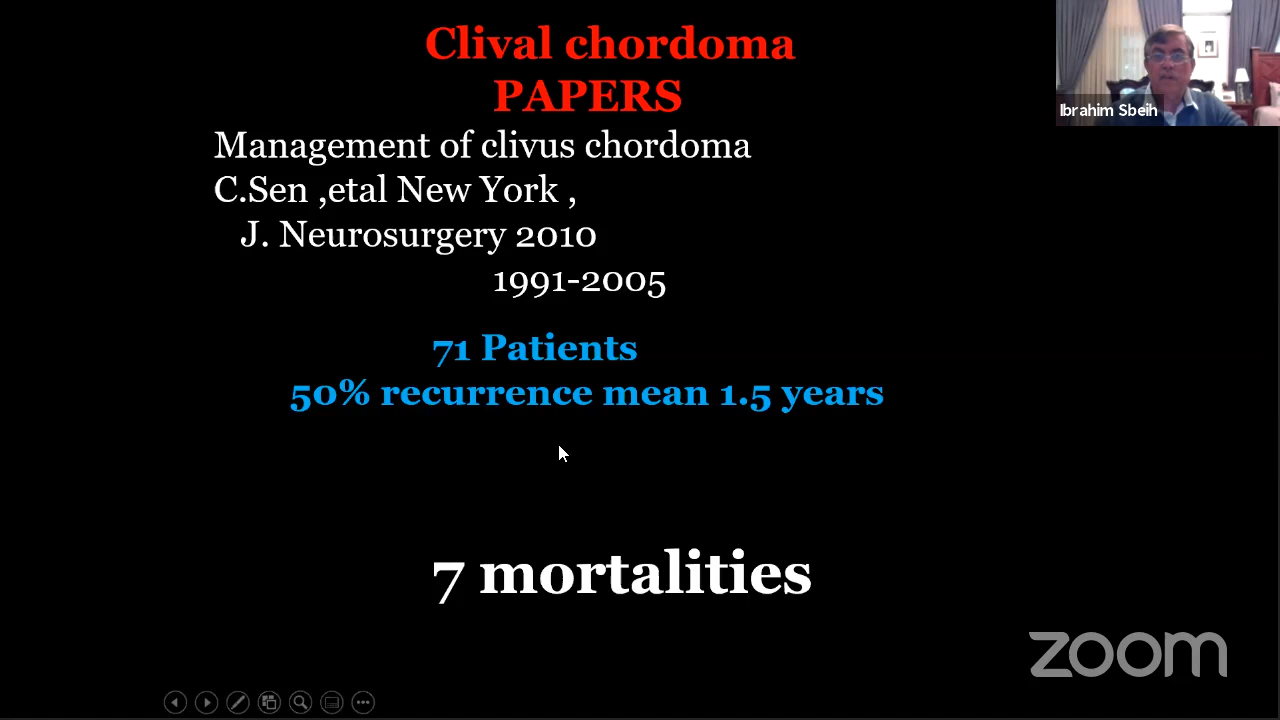 Clival chordoma
PAPERS
Ibrahim Sbeih
Management of clivus chordoma
C.Sen ,etal New York ,
J. Neurosurgery 2010
1991-2005
71 Patients
50% recurrence mean 1.5 years
7 mortalities
zoom